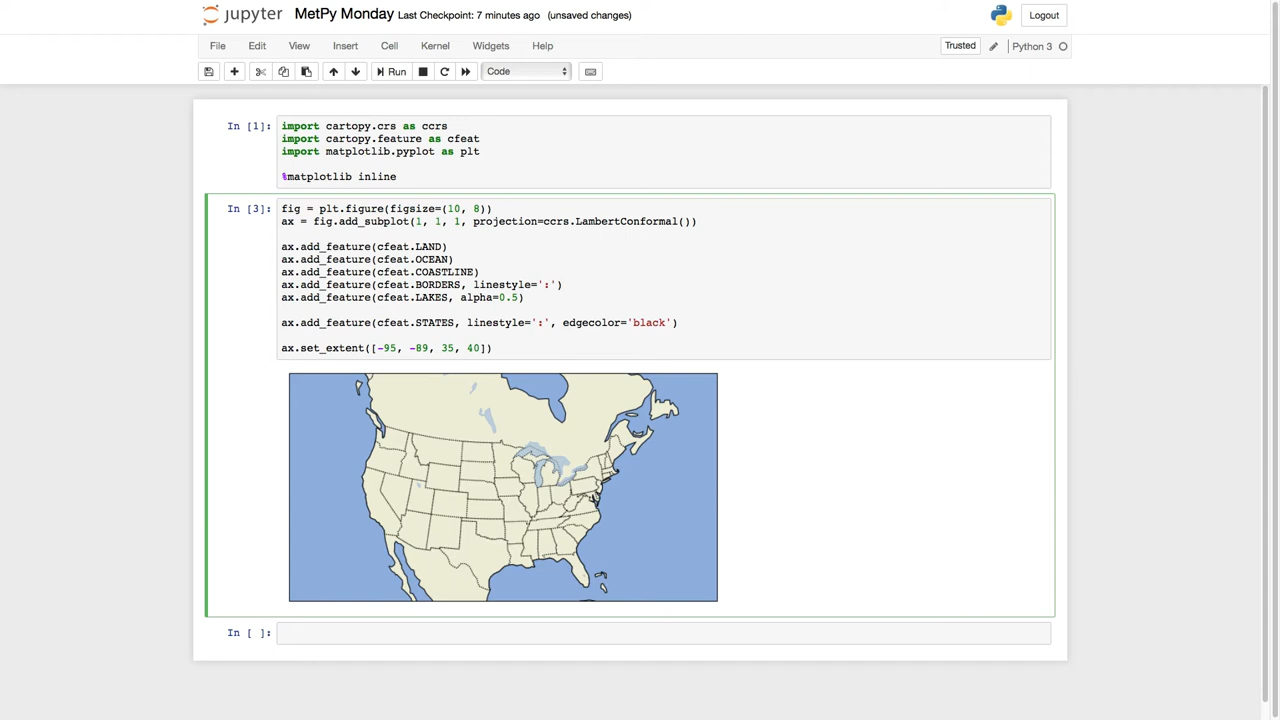 jupyter MetPy Monday Last Checkpoint: 7 minutes ago (unsaved changes) Logout
File Edit View Insert Cell Kernel Widgets Help Trusted Python 3
Run Code
In [1]: import cartopy.crs as ccrs
import cartopy.feature as cfeat
import matplotlib.pyplot as plt
%matplotlib inline
In [3]: fig = plt.figure(figsize=(10, 8))
ax = fig.add_subplot(1, 1, 1, projection=ccrs.LambertConformal())
ax.add_feature(cfeat.LAND)
ax.add_feature(cfeat.OCEAN)
ax.add_feature(cfeat.COASTLINE)
ax.add_feature(cfeat.BORDERS, linestyle=':')
ax.add_feature(cfeat.LAKES, alpha=0.5)
ax.add_feature(cfeat.STATES, linestyle=':', edgecolor='black')
ax.set_extent([-95, -89, 35, 40])
In [ ]: